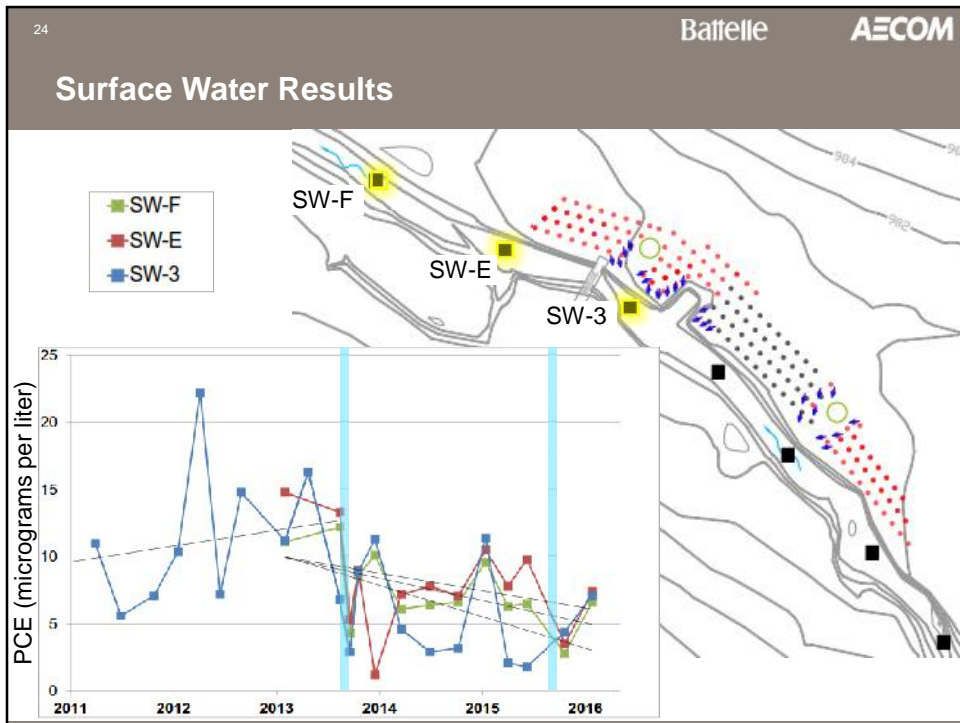 24
Battelle
AECOM
Surface Water Results
SW-F
SW-E
SW-3
SW-F
SW-E
SW-3
984
982
PCE (micrograms per liter)
25
20
15
10
5
0
2011 2012 2013 2014 2015 2016